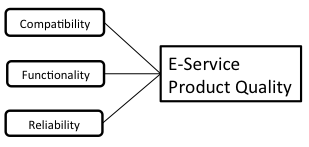 Compatibility
Functionality
Reliability
E-Service
Product Quality